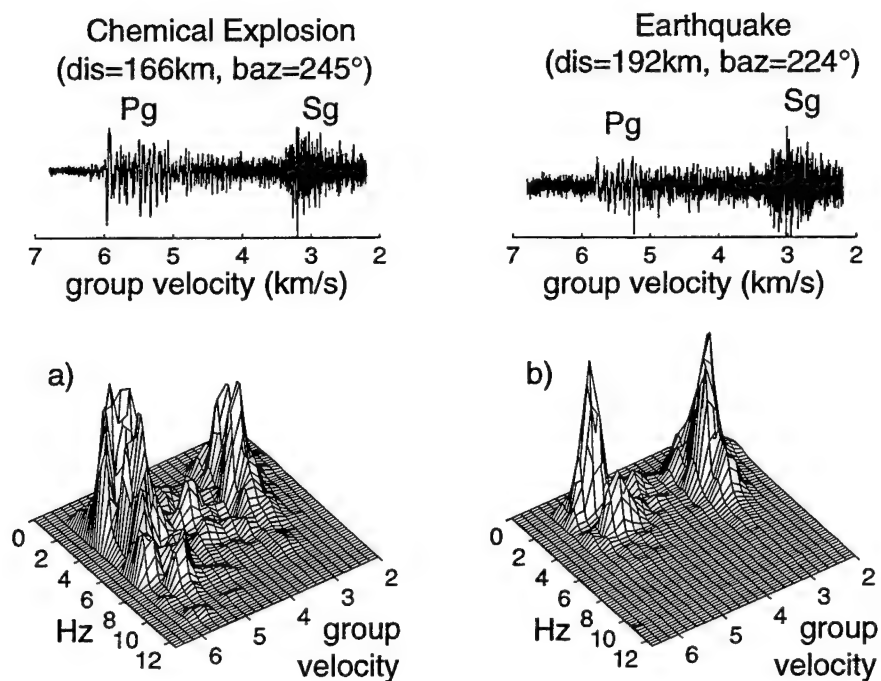 Chemical Explosion
(dis=166km, baz=245°)
Pg
Sg
7 6 5 4 3 2
group velocity (km/s)
Earthquake
(dis=192km, baz=224°)
Pg
Sg
7 6 5 4 3 2
group velocity (km/s)
a)
0 2 4 6 8 10 12
Hz
6 5 4 3 2
group
velocity
b)
0 2 4 6 8 10 12
Hz
6 5 4 3 2
group
velocity